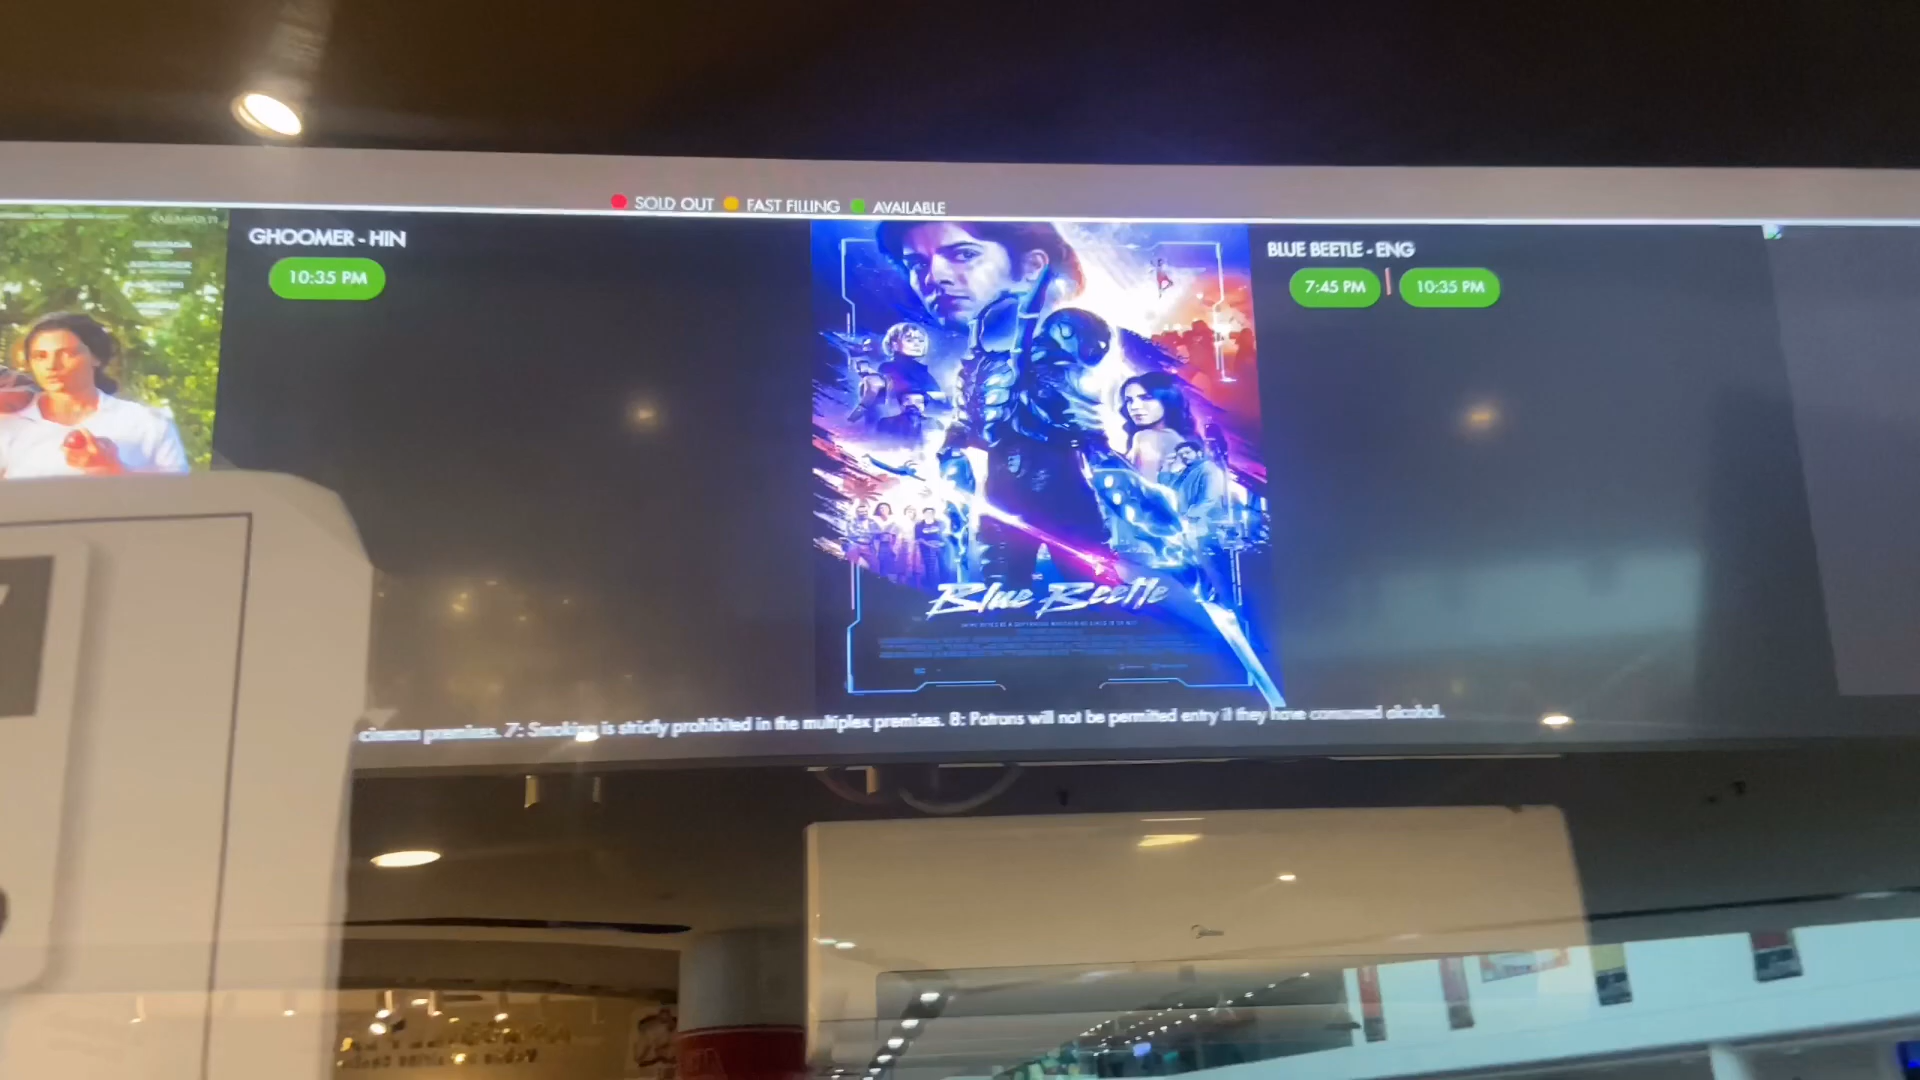 SOLD OUT FAST FILLING AVAILABLE
GHOOMER - HIN
10:35 PM
BLUE BEETLE - ENG
7:45 PM | 10:35 PM
Blue Beetle
cinema premises. 7: Smoking is strictly prohibited in the multiplex premises. 8: Patrons will not be permitted entry if they have consumed alcohol.